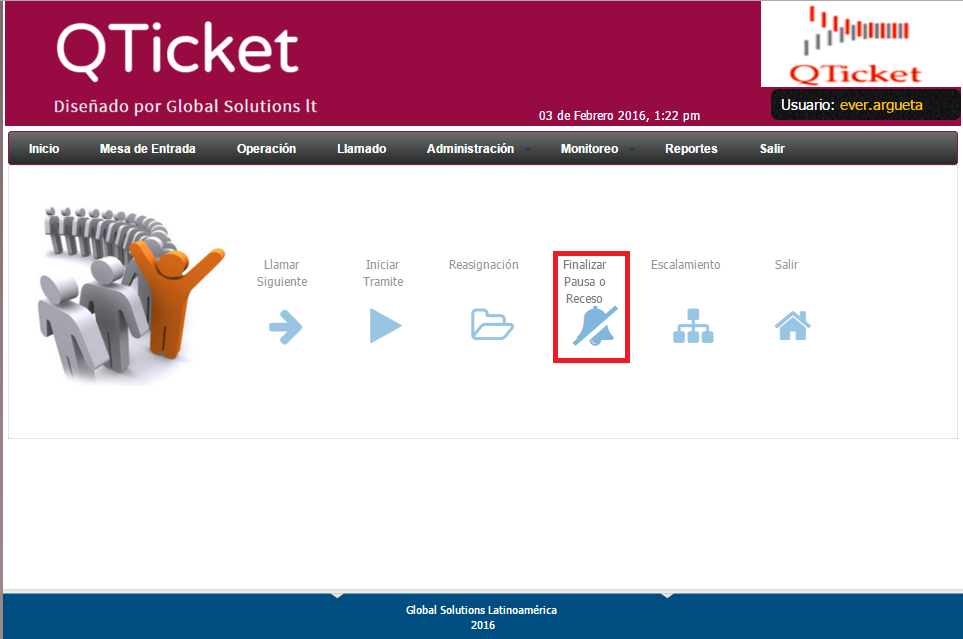 QTicket
Diseñado por Global Solutions lt
QTicket
03 de Febrero 2016, 1:22 pm
Usuario: ever.argueta
Inicio
Mesa de Entrada
Operación
Llamado
Administración
Monitoreo
Reportes
Salir
Llamar
Siguiente
Iniciar
Tramite
Reasignación
Finalizar
Pausa o
Receso
Escalamiento
Salir
Global Solutions Latinoamérica
2016